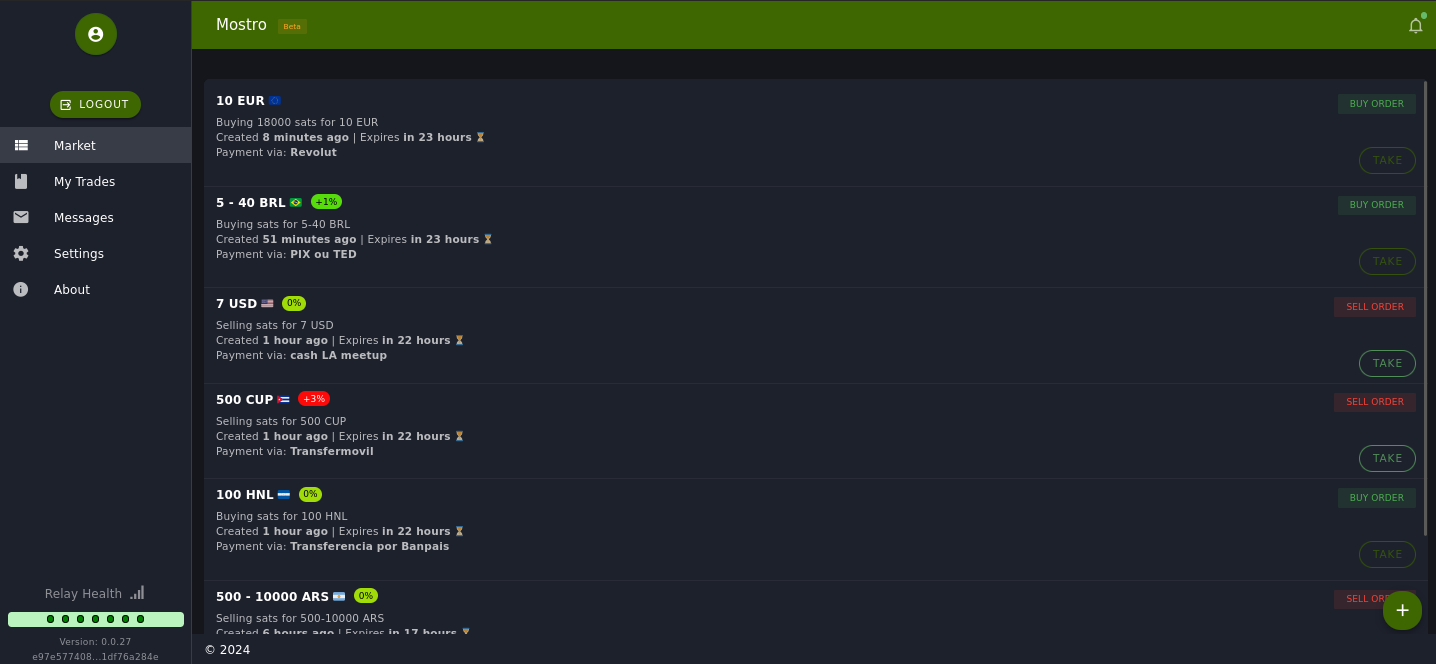 LOGOUT
Market
My Trades
Messages
Settings
About
Relay Health
Version: 0.0.27
e97e577408...1df76a284e
Mostro Beta
10 EUR BUY ORDER
Buying 18000 sats for 10 EUR
Created 8 minutes ago | Expires in 23 hours
Payment via: Revolut
TAKE
5 - 40 BRL +1% BUY ORDER
Buying sats for 5-40 BRL
Created 51 minutes ago | Expires in 23 hours
Payment via: PIX ou TED
TAKE
7 USD 0% SELL ORDER
Selling sats for 7 USD
Created 1 hour ago | Expires in 22 hours
Payment via: cash LA meetup
TAKE
500 CUP +3% SELL ORDER
Selling sats for 500 CUP
Created 1 hour ago | Expires in 22 hours
Payment via: Transfermovil
TAKE
100 HNL 0% BUY ORDER
Buying sats for 100 HNL
Created 1 hour ago | Expires in 22 hours
Payment via: Transferencia por Banpais
TAKE
500 - 10000 ARS 0% SELL
Selling sats for 500-10000 ARS
Created 6 hours ago | Expires in 17 hours
+
© 2024